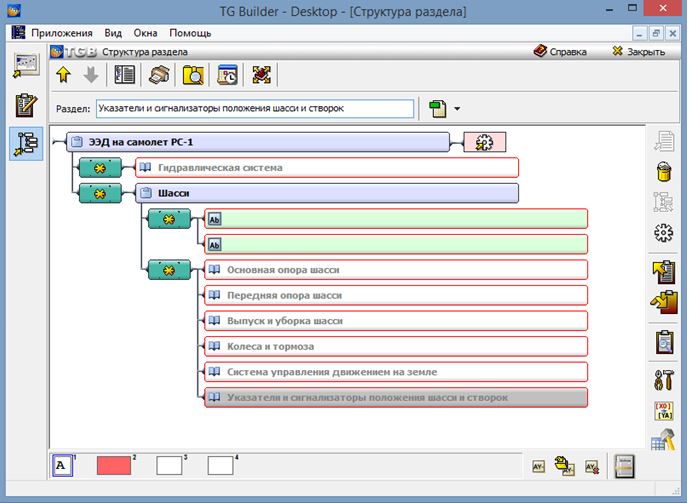 TG Builder - Desktop - [Структура раздела]
Приложения Вид Окна Помощь
TGB Структура раздела Справка Закрыть
Раздел: Указатели и сигнализаторы положения шасси и створок
ЭЭД на самолет РС-1
Гидравлическая система
Шасси
Ab
Ab
Основная опора шасси
Передняя опора шасси
Выпуск и уборка шасси
Колеса и тормоза
Система управления движением на земле
Указатели и сигнализаторы положения шасси и створок
A 1 2 3 4